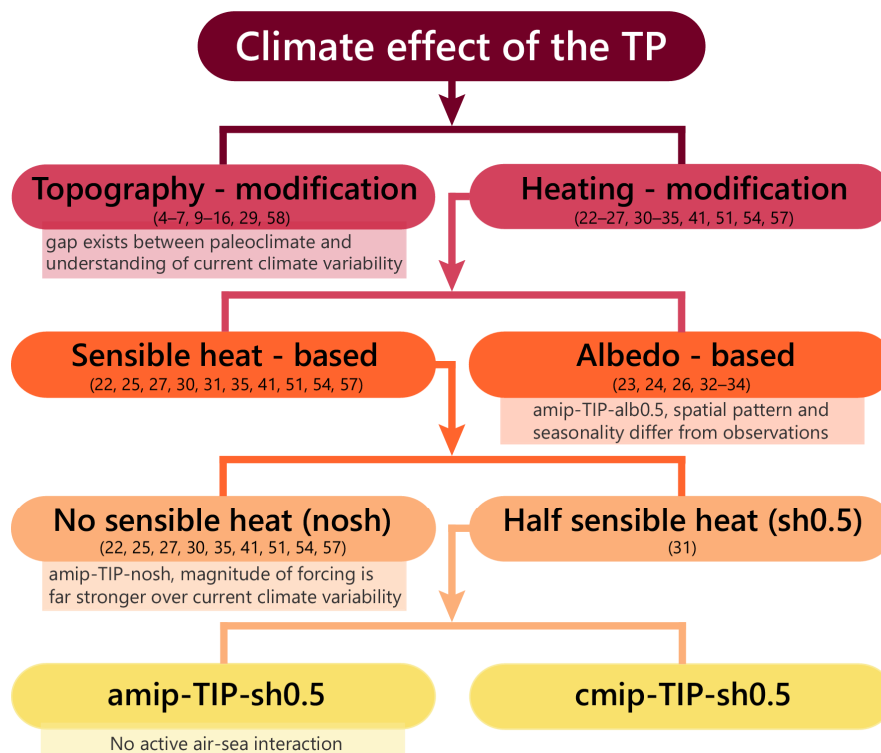 Climate effect of the TP
Topography - modification
(4–7, 9–16, 29, 58)
gap exists between paleoclimate and
understanding of current climate variability
Heating - modification
(22–27, 30–35, 41, 51, 54, 57)
Sensible heat - based
(22, 25, 27, 30, 31, 35, 41, 51, 54, 57)
Albedo - based
(23, 24, 26, 32–34)
amip-TIP-alb0.5, spatial pattern and
seasonality differ from observations
No sensible heat (nosh)
(22, 25, 27, 30, 35, 41, 51, 54, 57)
amip-TIP-nosh, magnitude of forcing is
far stronger over current climate variability
Half sensible heat (sh0.5)
(31)
amip-TIP-sh0.5
No active air-sea interaction
cmip-TIP-sh0.5